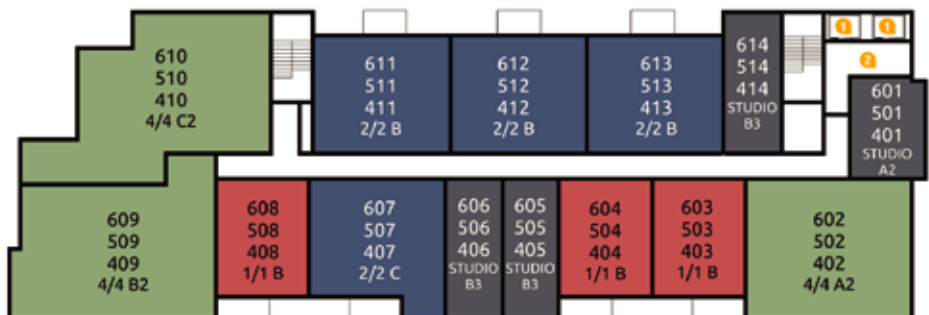 610
510
410
4/4 C2
611
511
411
2/2 B
612
512
412
2/2 B
613
513
413
2/2 B
614
514
414
STUDIO
B3
1
1
2
601
501
401
STUDIO
A2
609
509
409
4/4 B2
608
508
408
1/1 B
607
507
407
2/2 C
606
506
406
STUDIO
B3
605
505
405
STUDIO
B3
604
504
404
1/1 B
603
503
403
1/1 B
602
502
402
4/4 A2